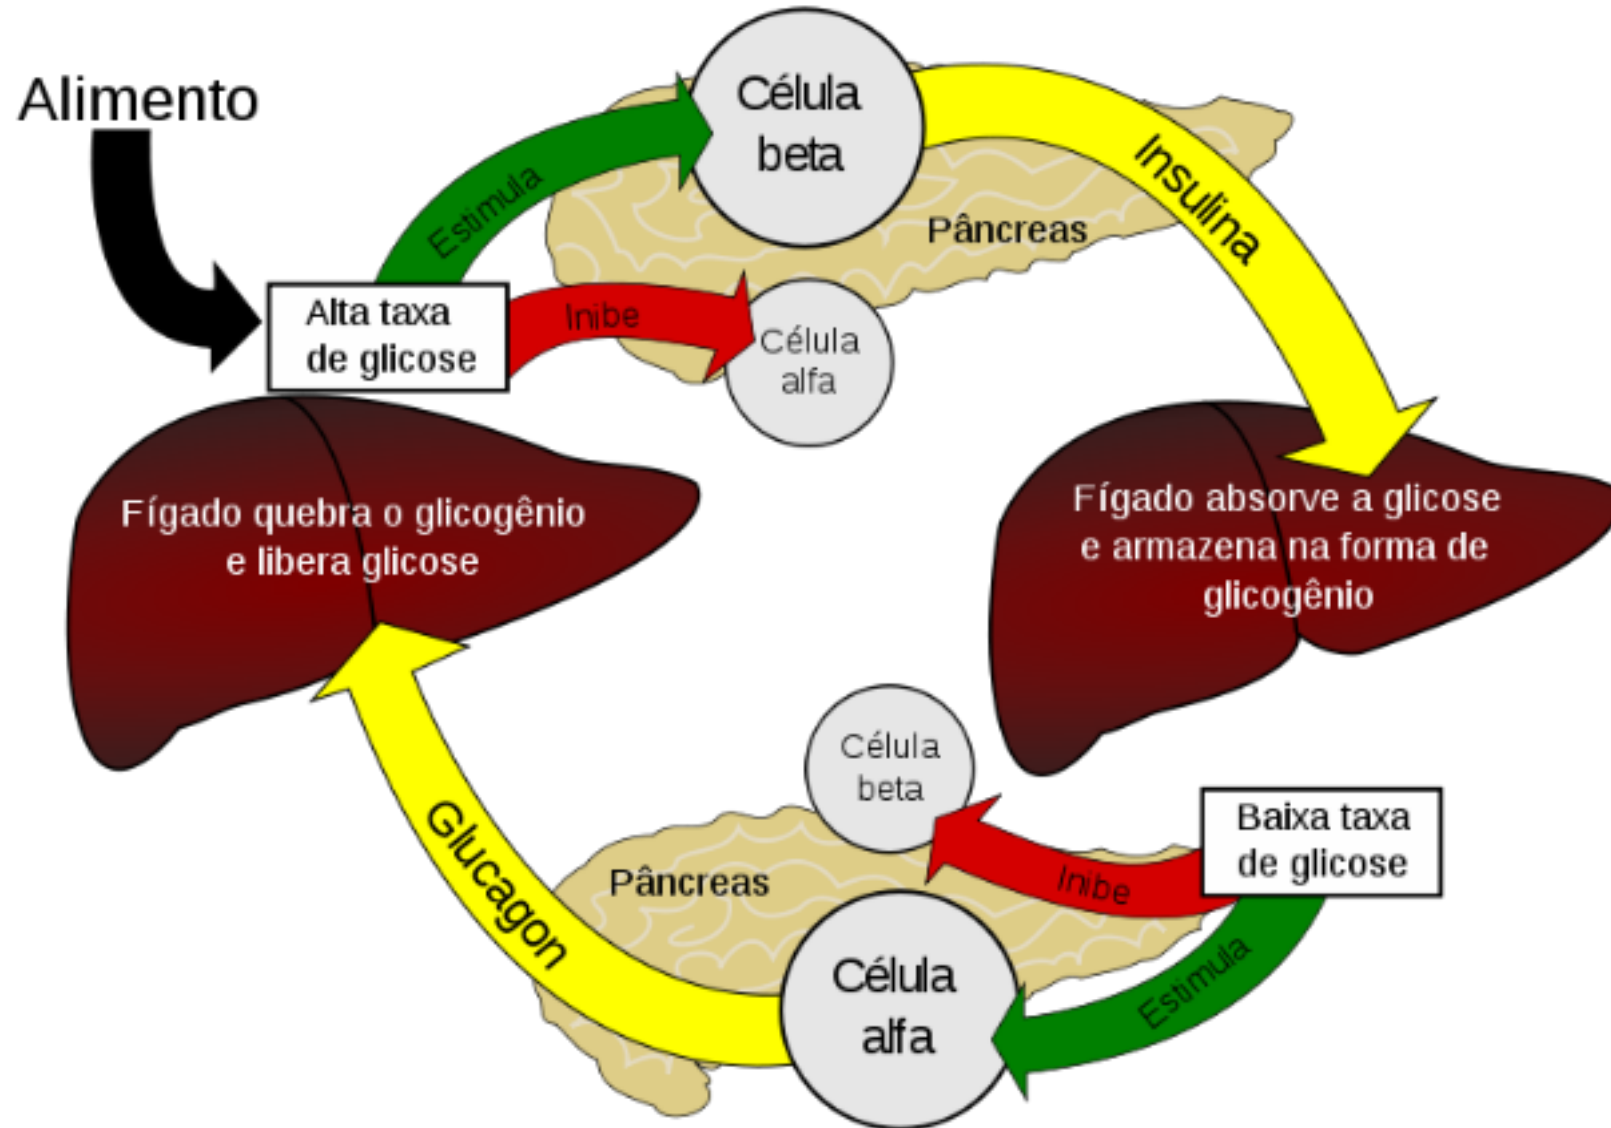 Alimento
Célula
beta
Estimula
Insulina
Pâncreas
Alta taxa
de glicose
Inibe
Célula
alfa
Fígado quebra o glicogênio
e libera glicose
Fígado absorve a glicose
e armazena na forma de
glicogênio
Célula
beta
Baixa taxa
de glicose
Inibe
Pâncreas
Glucagon
Célula
alfa
Estimula